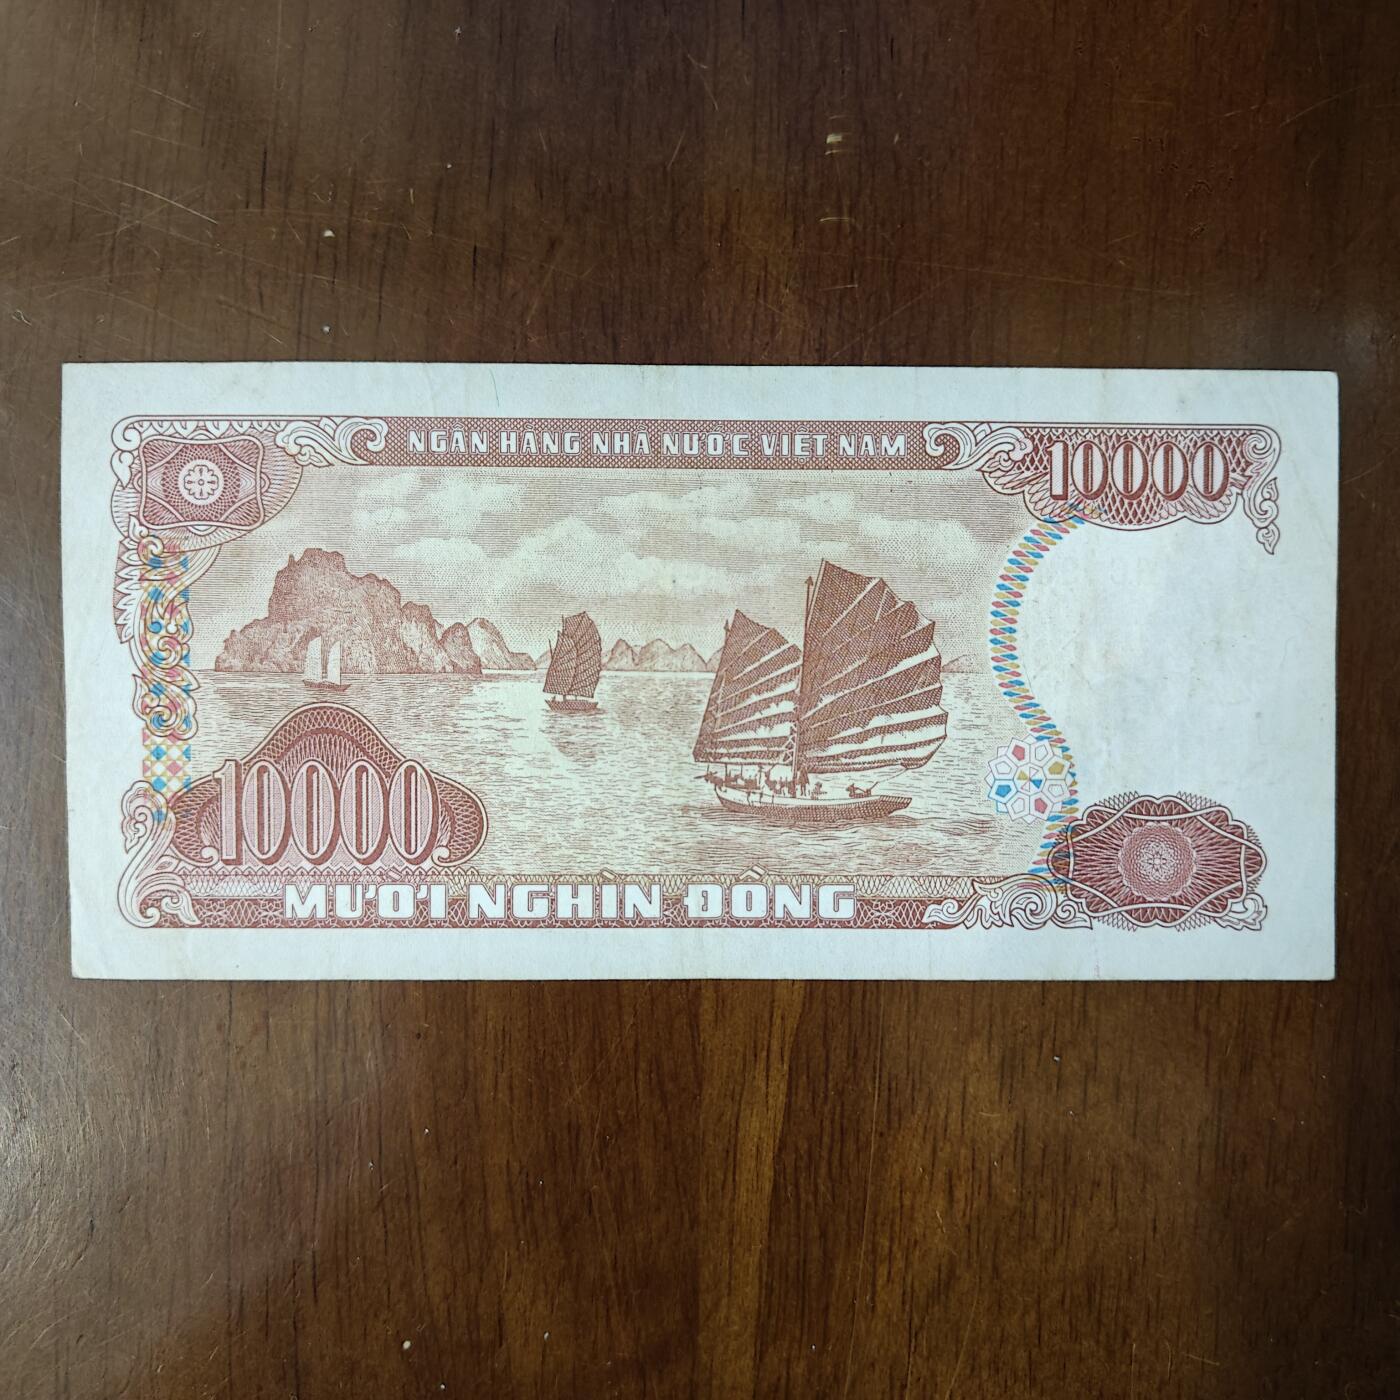 NGÂN HÀNG NHÀ NƯỚC VIỆT NAM
10000
10000
MƯỜI NGHÌN ĐỒNG